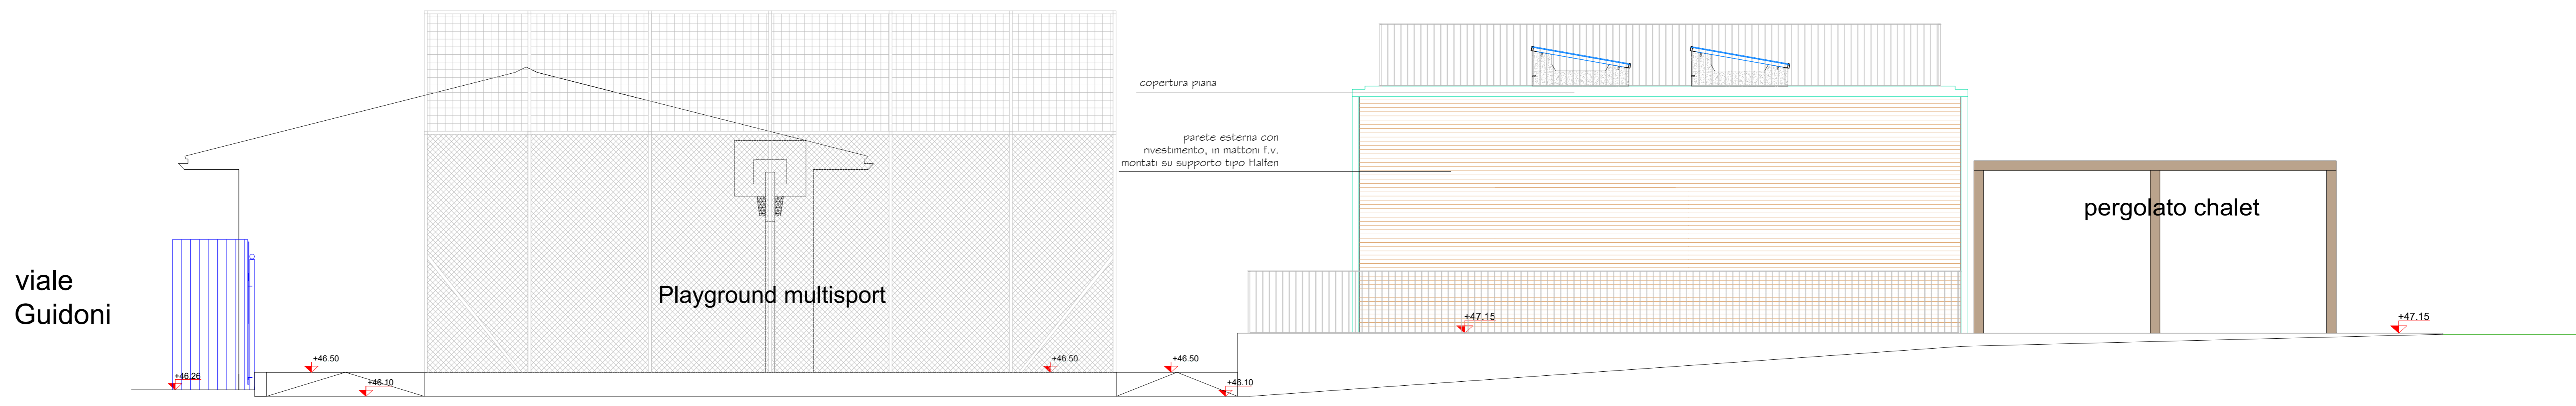 viale
Guidoni
+46.26
+46.50
+46.10
Playground multisport
+46.50
+46.50
+46.10
copertura piana
parete esterna con
rivestimento, in mattoni f.v.
montati su supporto tipo Halfen
+47.15
pergolato chalet
+47.15